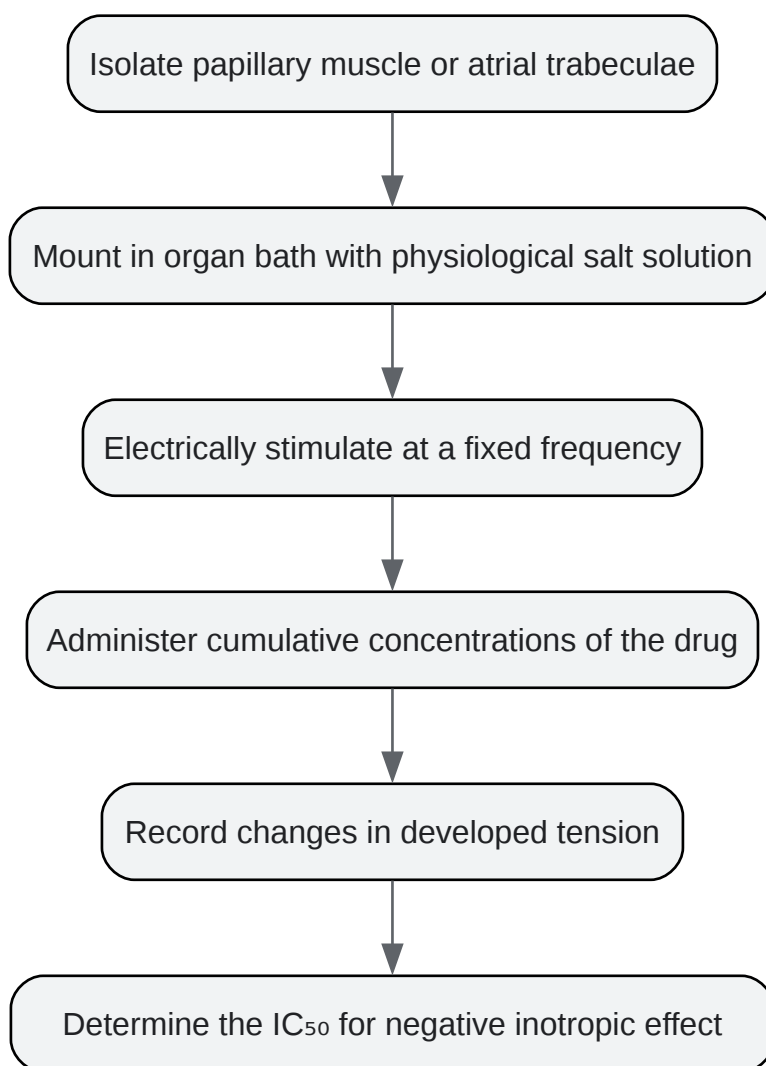 Isolate papillary muscle or atrial trabeculae
Mount in organ bath with physiological salt solution
Electrically stimulate at a fixed frequency
Administer cumulative concentrations of the drug
Record changes in developed tension
Determine the IC₅₀ for negative inotropic effect